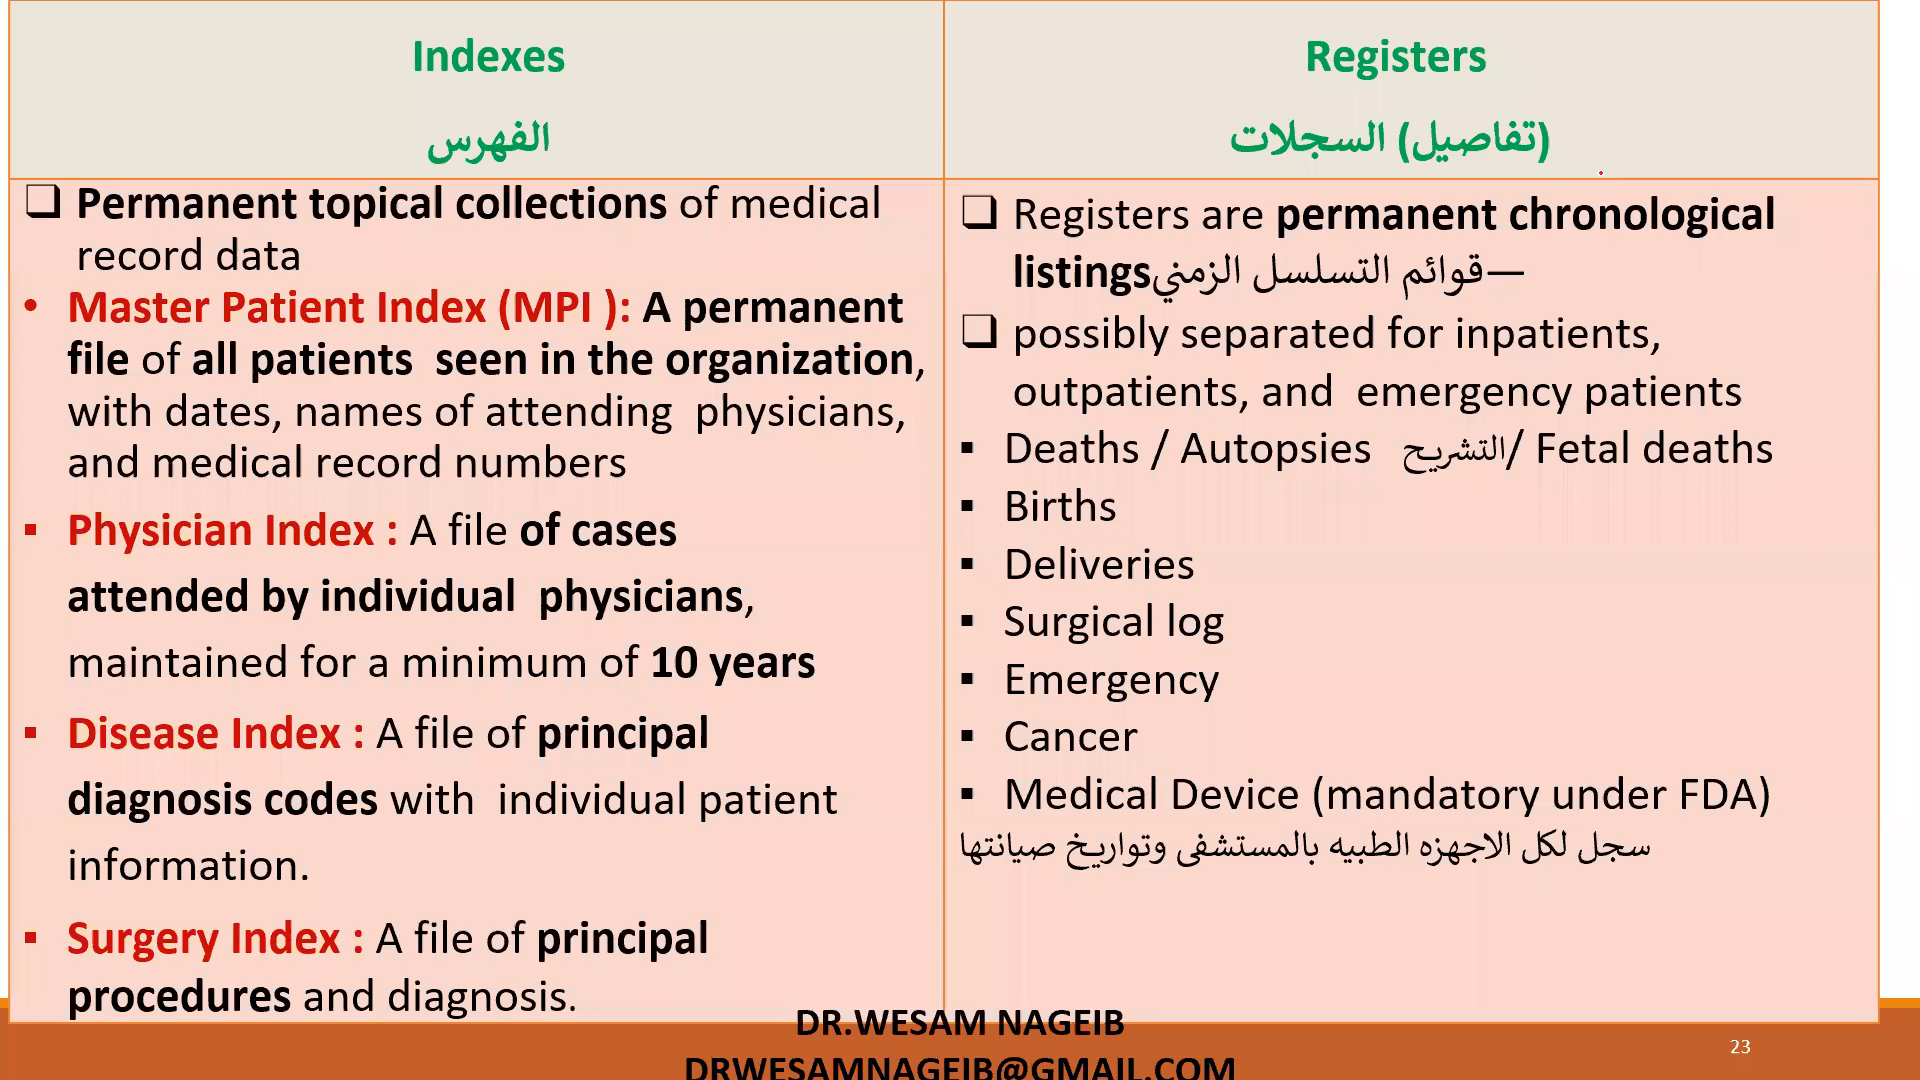 Indexes
الفهرس
Registers
السجلات (تفاصيل)
❑ Permanent topical collections of medical
record data
• Master Patient Index (MPI ): A permanent
file of all patients seen in the organization,
with dates, names of attending physicians,
and medical record numbers
▪ Physician Index : A file of cases
attended by individual physicians,
maintained for a minimum of 10 years
▪ Disease Index : A file of principal
diagnosis codes with individual patient
information.
▪ Surgery Index : A file of principal
procedures and diagnosis.
❑ Registers are permanent chronological
listings قوائم التسلسل الزمني—
❑ possibly separated for inpatients,
outpatients, and emergency patients
▪ Deaths / Autopsies التشريح/ Fetal deaths
▪ Births
▪ Deliveries
▪ Surgical log
▪ Emergency
▪ Cancer
▪ Medical Device (mandatory under FDA)
سجل لكل الاجهزه الطبيه بالمستشفى وتواريخ صيانتها
DR.WESAM NAGEIB
DRWESAMNAGEIB@GMAIL.COM
23